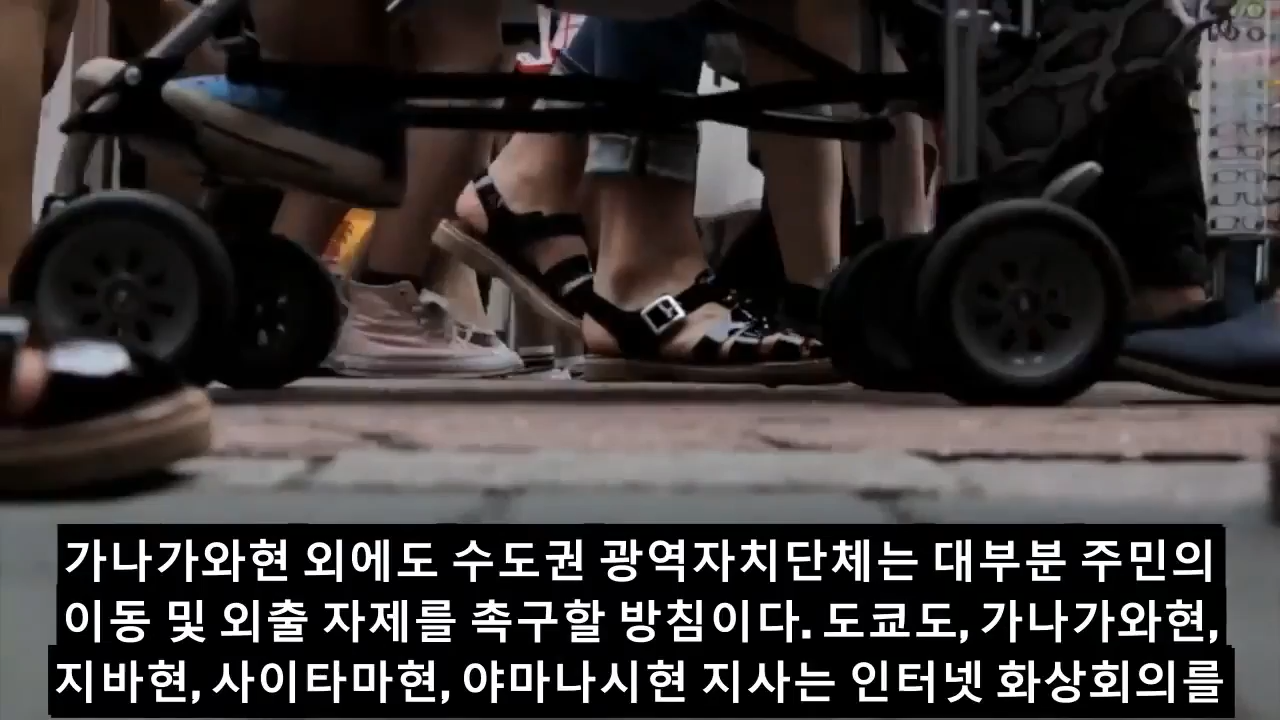 가나가와현 외에도 수도권 광역자치단체는 대부분 주민의
이동 및 외출 자제를 촉구할 방침이다. 도쿄도, 가나가와현,
지바현, 사이타마현, 야마나시현 지사는 인터넷 화상회의를